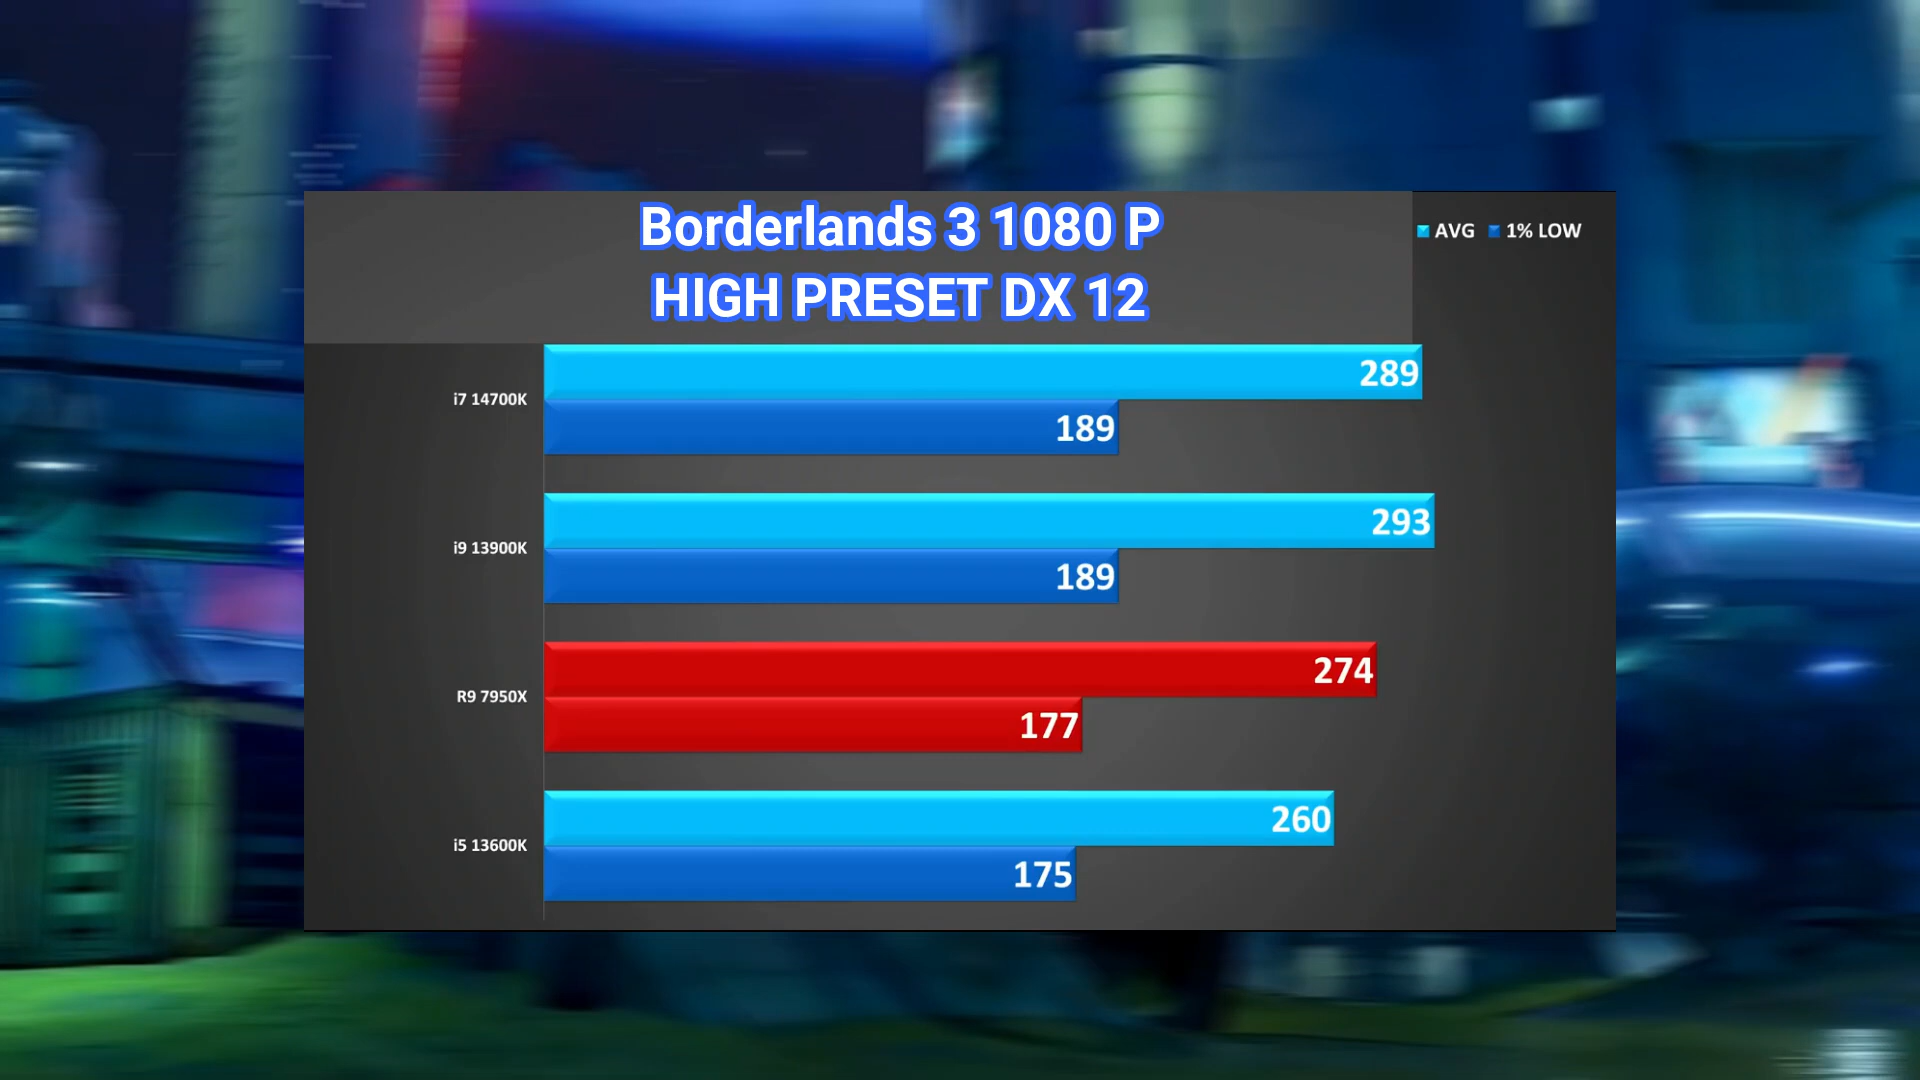 Borderlands 3 1080 P
HIGH PRESET DX 12
AVG 1% LOW
i7 14700K
289
189
i9 13900K
293
189
R9 7950X
274
177
i5 13600K
260
175